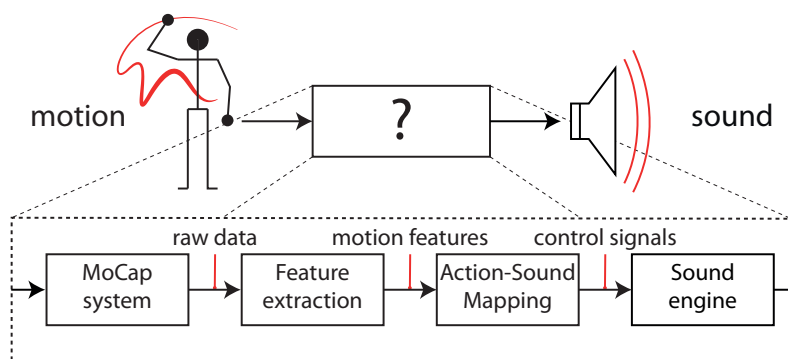 motion
?
sound
raw data
motion features
control signals
MoCap
system
Feature
extraction
Action-Sound
Mapping
Sound
engine